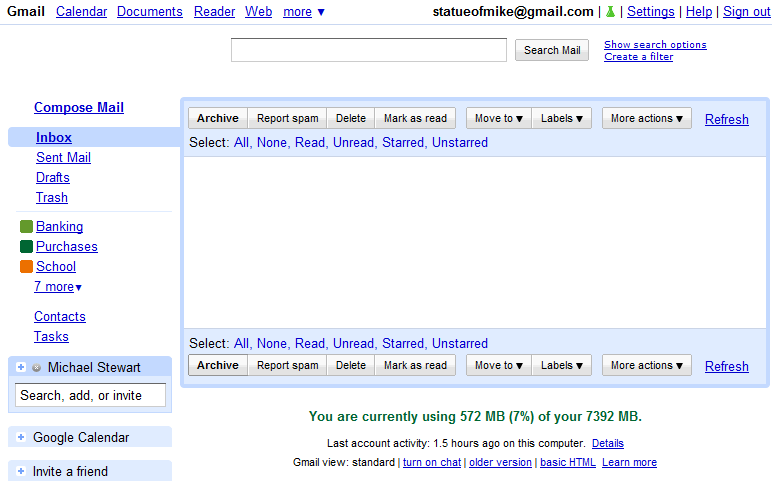 Gmail Calendar Documents Reader Web more ▼ statueofmike@gmail.com | | Settings | Help | Sign out
Search Mail Show search options
Create a filter
Compose Mail
Archive Report spam Delete Mark as read Move to ▼ Labels ▼ More actions ▼ Refresh
Inbox
Select: All, None, Read, Unread, Starred, Unstarred
Sent Mail
Drafts
Trash
Banking
Purchases
School
7 more▼
Contacts
Tasks
Select: All, None, Read, Unread, Starred, Unstarred
Michael Stewart
Archive Report spam Delete Mark as read Move to ▼ Labels ▼ More actions ▼ Refresh
Search, add, or invite
You are currently using 572 MB (7%) of your 7392 MB.
Google Calendar
Last account activity: 1.5 hours ago on this computer. Details
Gmail view: standard | turn on chat | older version | basic HTML Learn more
Invite a friend